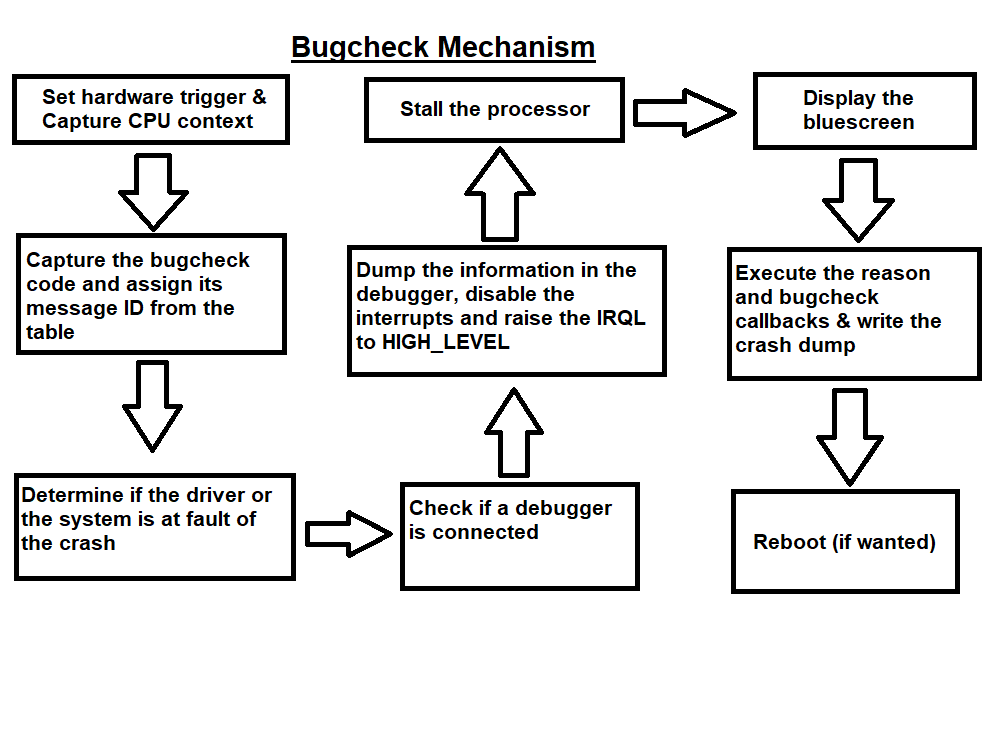 Bugcheck Mechanism
Set hardware trigger &
Capture CPU context
Capture the bugcheck
code and assign its
message ID from the
table
Determine if the driver or
the system is at fault of
the crash
Check if a debugger
is connected
Dump the information in the
debugger, disable the
interrupts and raise the IRQL
to HIGH_LEVEL
Stall the processor
Display the
bluescreen
Execute the reason
and bugcheck
callbacks & write the
crash dump
Reboot (if wanted)